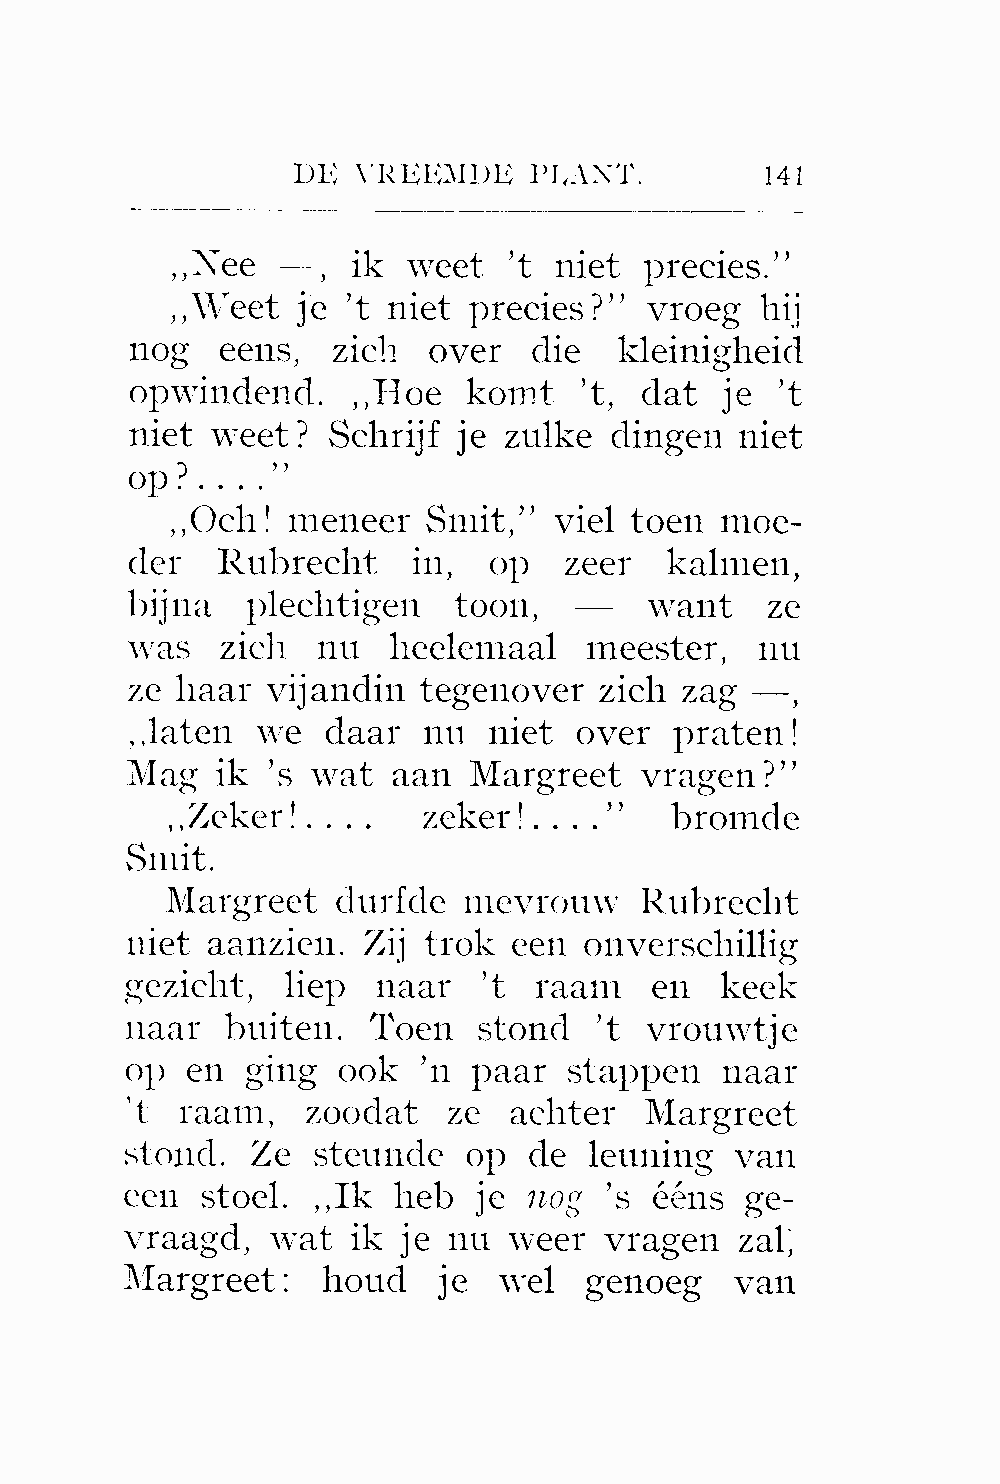 DE VREEMDE PLANT. 141
,,Nee —, ik weet 't niet precies.”
,,Weet je 't niet precies?” vroeg hij
nog eens, zich over die kleinigheid
opwindend. ,,Hoe komt 't, dat je 't
niet weet? Schrijf je zulke dingen niet
op?....”
,,Och! meneer Smit,” viel toen moe-
der Rubrecht in, op zeer kalmen,
bijna plechtigen toon, — want ze
was zich nu heelemaal meester, nu
ze haar vijandin tegenover zich zag —,
,,laten we daar nu niet over praten!
Mag ik 's wat aan Margreet vragen?”
,,Zeker!.... zeker!....” bromde
Smit.
Margreet durfde mevrouw Rubrecht
niet aanzien. Zij trok een onverschillig
gezicht, liep naar 't raam en keek
naar buiten. Toen stond 't vrouwtje
op en ging ook 'n paar stappen naar
't raam, zoodat ze achter Margreet
stond. Ze steunde op de leuning van
een stoel. ,,Ik heb je nog 's ééns ge-
vraagd, wat ik je nu weer vragen zal,
Margreet: houd je wel genoeg van